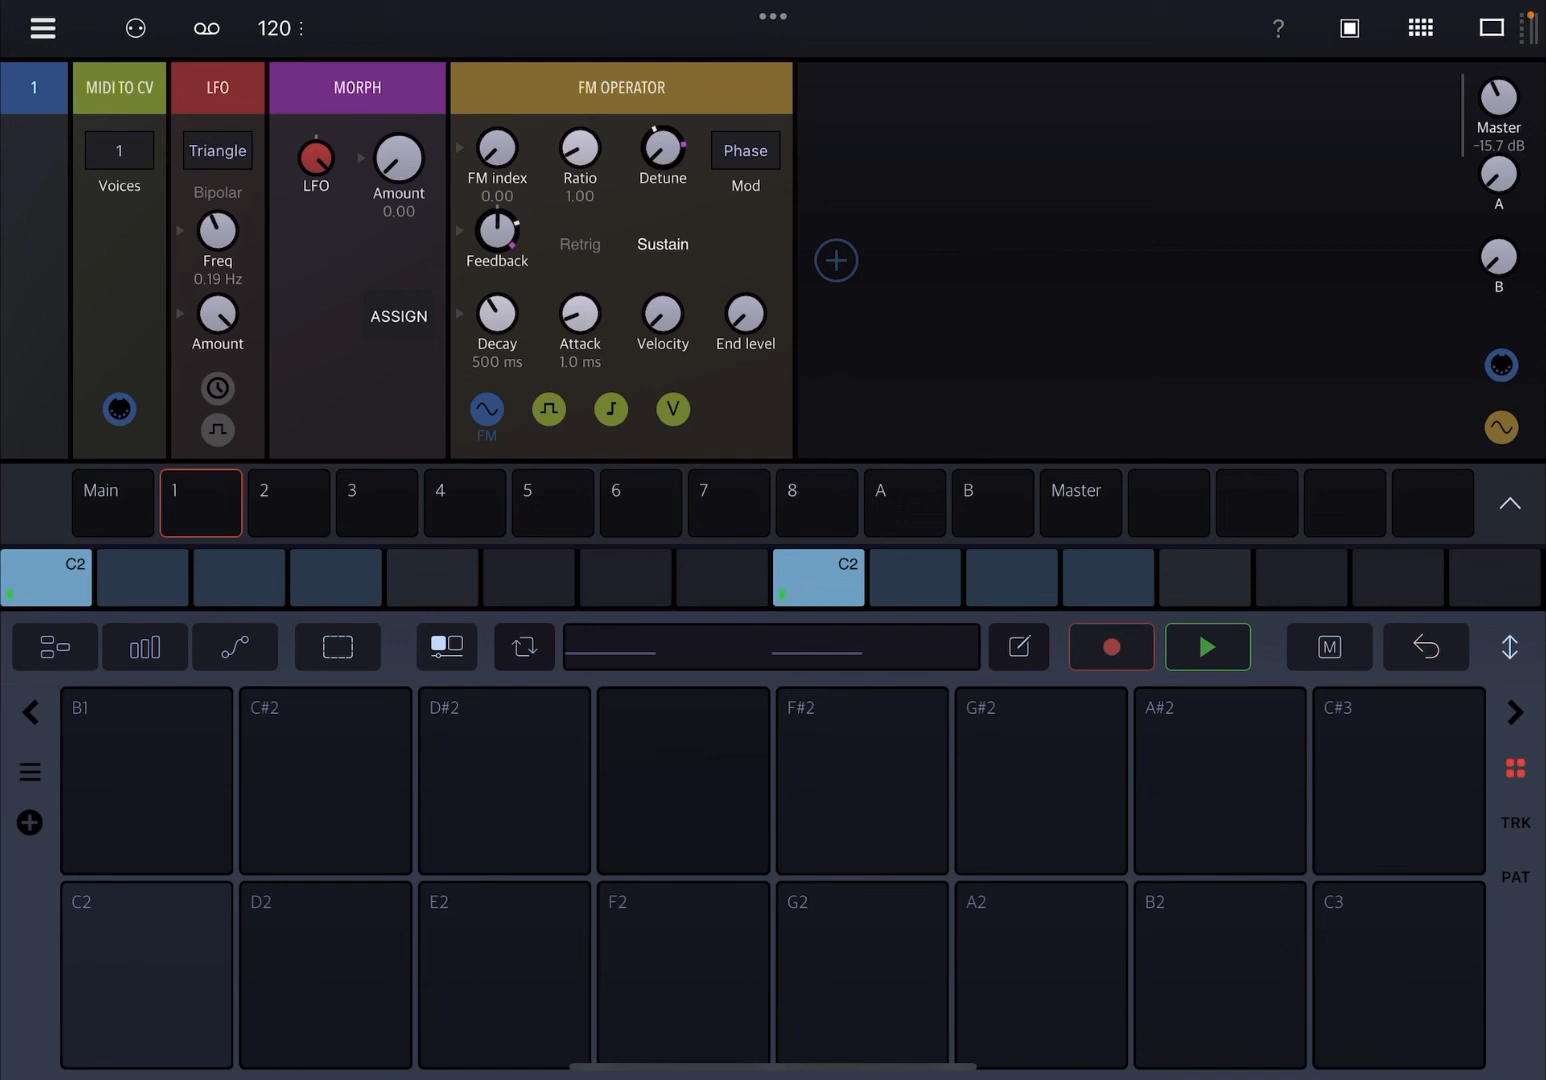 120
?
1
MIDI TO CV
LFO
MORPH
FM OPERATOR
1
Voices
Triangle
Bipolar
Freq
0.19 Hz
Amount
LFO
Amount
0.00
ASSIGN
FM index
0.00
Ratio
1.00
Detune
Phase
Mod
Feedback
Retrig
Sustain
Decay
500 ms
Attack
1.0 ms
Velocity
End level
V
FM
Master
-15.7 dB
A
B
Main
1
2
3
4
5
6
7
8
A
B
Master
C2
C2
M
B1
C#2
D#2
F#2
G#2
A#2
C#3
TRK
PAT
C2
D2
E2
F2
G2
A2
B2
C3